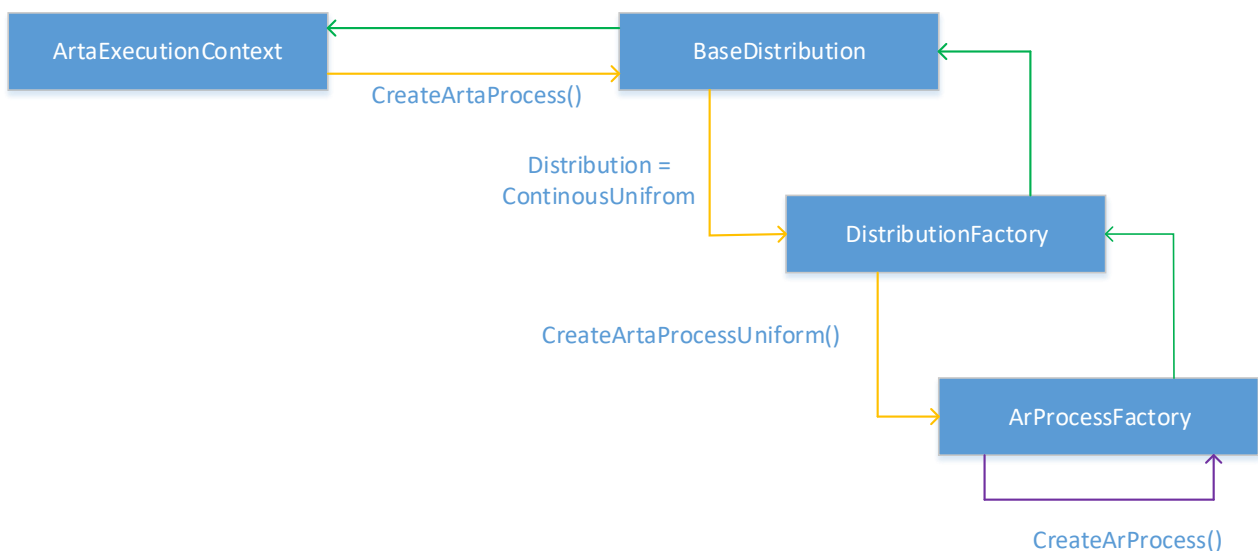 ArtaExecutionContext
BaseDistribution
CreateArtaProcess()
Distribution =
ContinousUnifrom
DistributionFactory
CreateArtaProcessUniform()
ArProcessFactory
CreateArProcess()